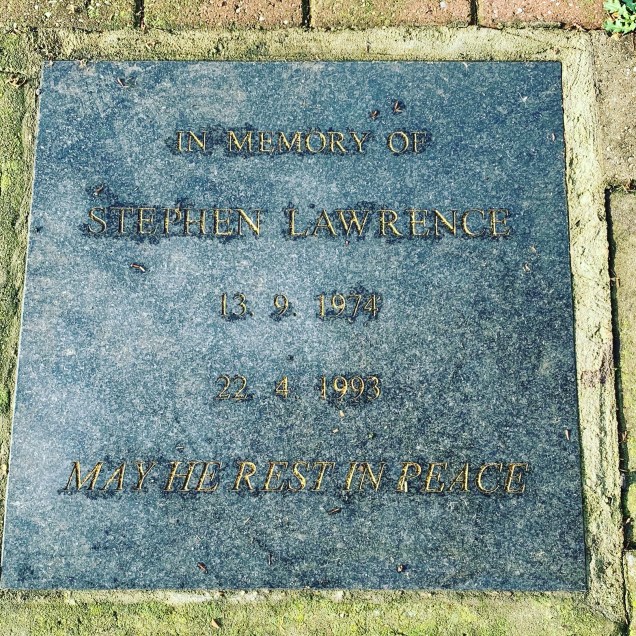 IN MEMORY OF
STEPHEN LAWRENCE
13. 9. 1974
22. 4. 1993
MAY HE REST IN PEACE